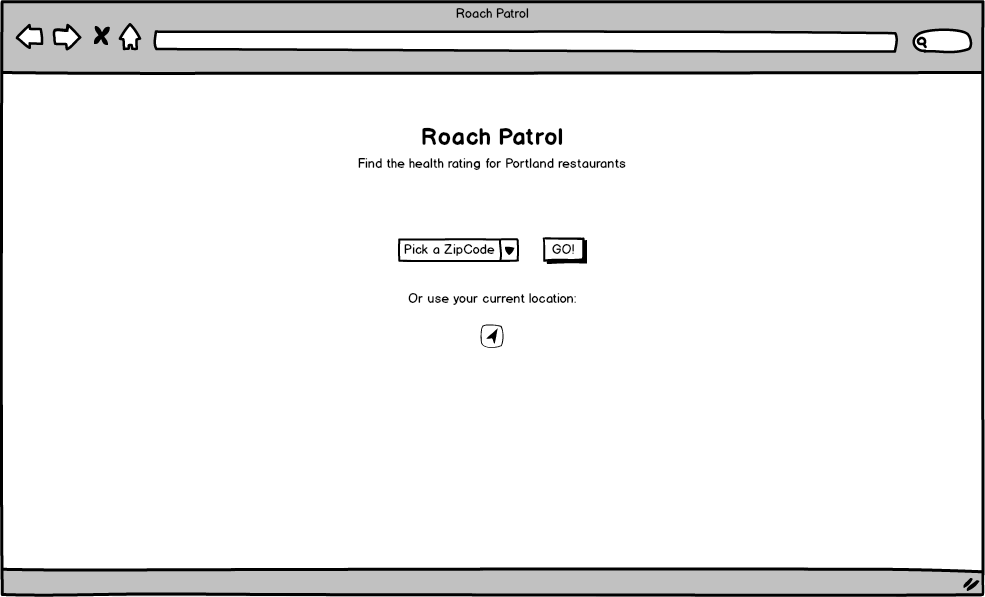 Roach Patrol
Roach Patrol
Find the health rating for Portland restaurants
Pick a ZipCode
GO!
Or use your current location: